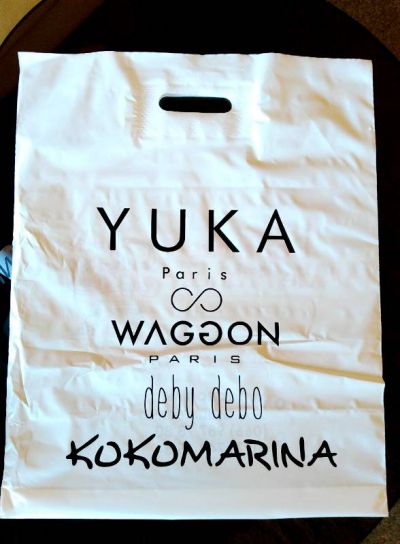 YUKA
Paris
WAGGON
PARIS
deby debo
KOKOMARINA